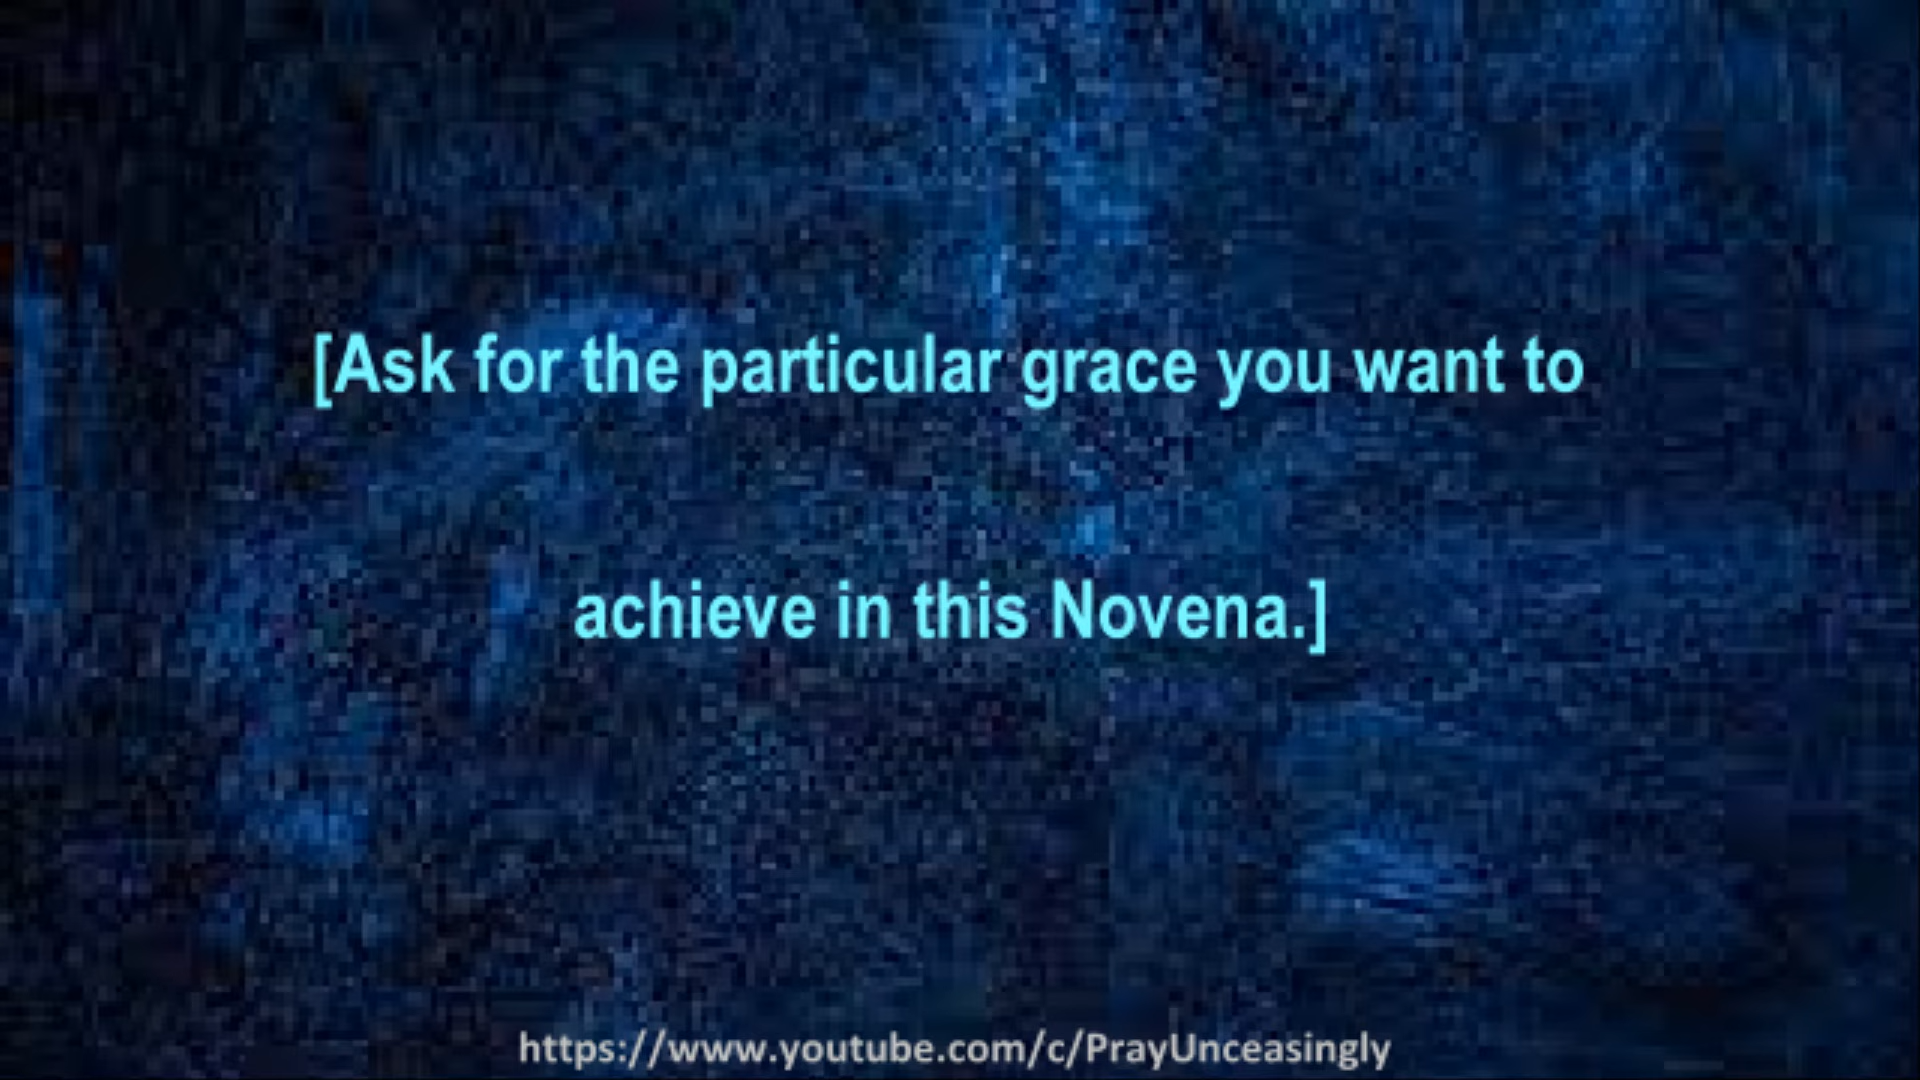 [Ask for the particular grace you want to
achieve in this Novena.]
https://www.youtube.com/c/PrayUnceasingly